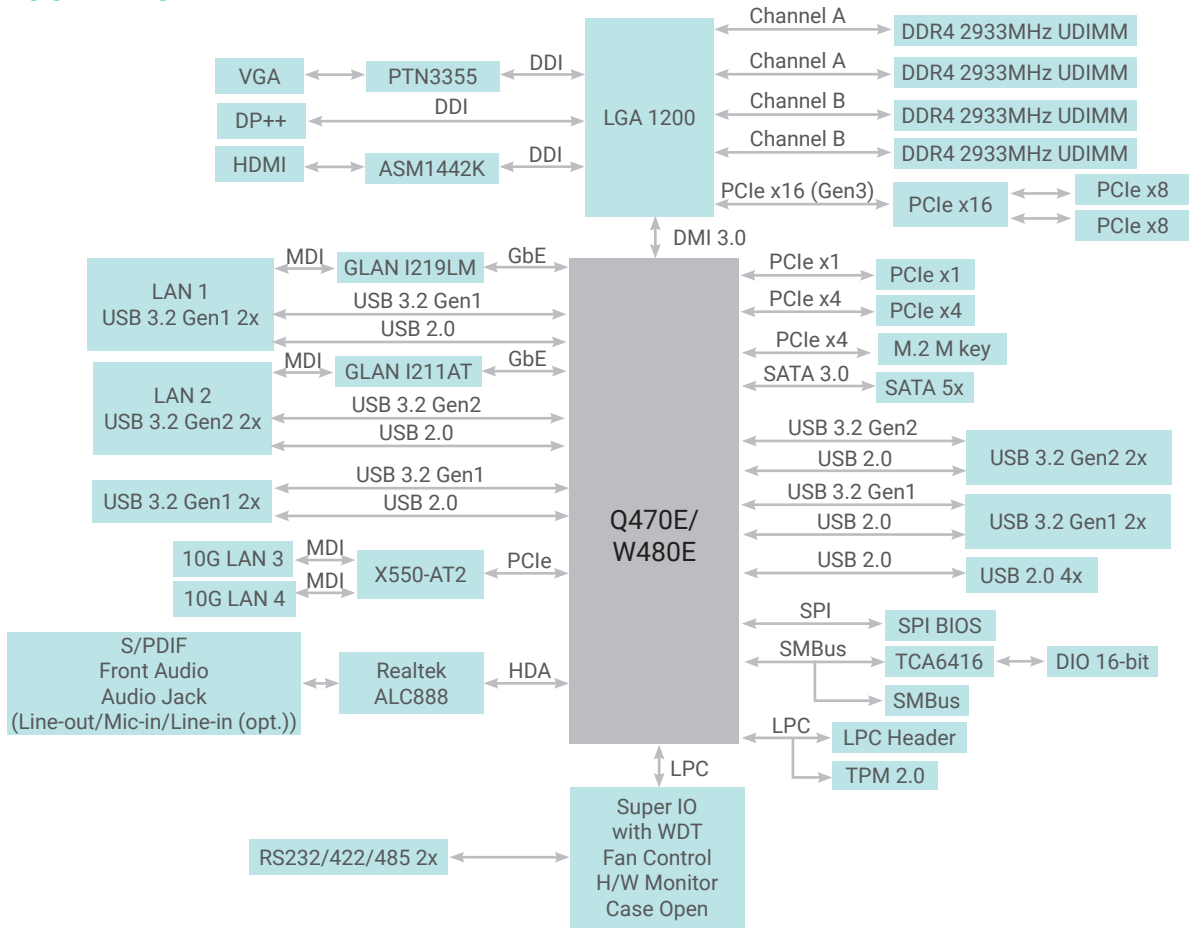 Channel A
DDR4 2933MHz UDIMM
VGA
PTN3355
DDI
Channel A
DDR4 2933MHz UDIMM
DP++
DDI
LGA 1200
Channel B
DDR4 2933MHz UDIMM
HDMI
ASM1442K
DDI
Channel B
DDR4 2933MHz UDIMM
PCIe x16 (Gen3)
PCIe x16
PCIe x8
PCIe x8
DMI 3.0
LAN 1
USB 3.2 Gen1 2x
MDI
GLAN I219LM
GbE
USB 3.2 Gen1
USB 2.0
LAN 2
USB 3.2 Gen2 2x
MDI
GLAN I211AT
GbE
USB 3.2 Gen2
USB 2.0
USB 3.2 Gen1 2x
USB 3.2 Gen1
USB 2.0
10G LAN 3
MDI
10G LAN 4
MDI
X550-AT2
PCIe
S/PDIF
Front Audio
Audio Jack
(Line-out/Mic-in/Line-in (opt.))
Realtek
ALC888
HDA
Q470E/
W480E
PCIe x1
PCIe x1
PCIe x4
PCIe x4
PCIe x4
M.2 M key
SATA 3.0
SATA 5x
USB 3.2 Gen2
USB 2.0
USB 3.2 Gen2 2x
USB 3.2 Gen1
USB 2.0
USB 3.2 Gen1 2x
USB 2.0
USB 2.0 4x
SPI
SPI BIOS
SMBus
TCA6416
DIO 16-bit
SMBus
LPC
LPC Header
TPM 2.0
LPC
Super IO
with WDT
Fan Control
H/W Monitor
Case Open
RS232/422/485 2x